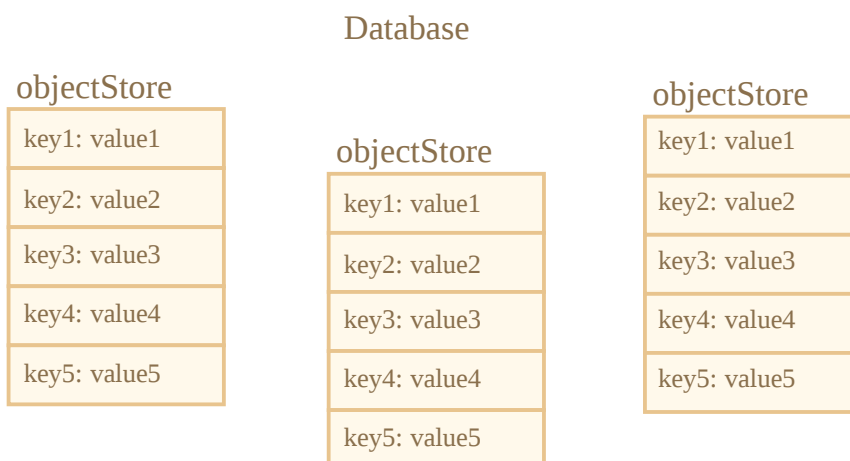 Database
objectStore
key1: value1
key2: value2
key3: value3
key4: value4
key5: value5
objectStore
key1: value1
key2: value2
key3: value3
key4: value4
key5: value5
objectStore
key1: value1
key2: value2
key3: value3
key4: value4
key5: value5